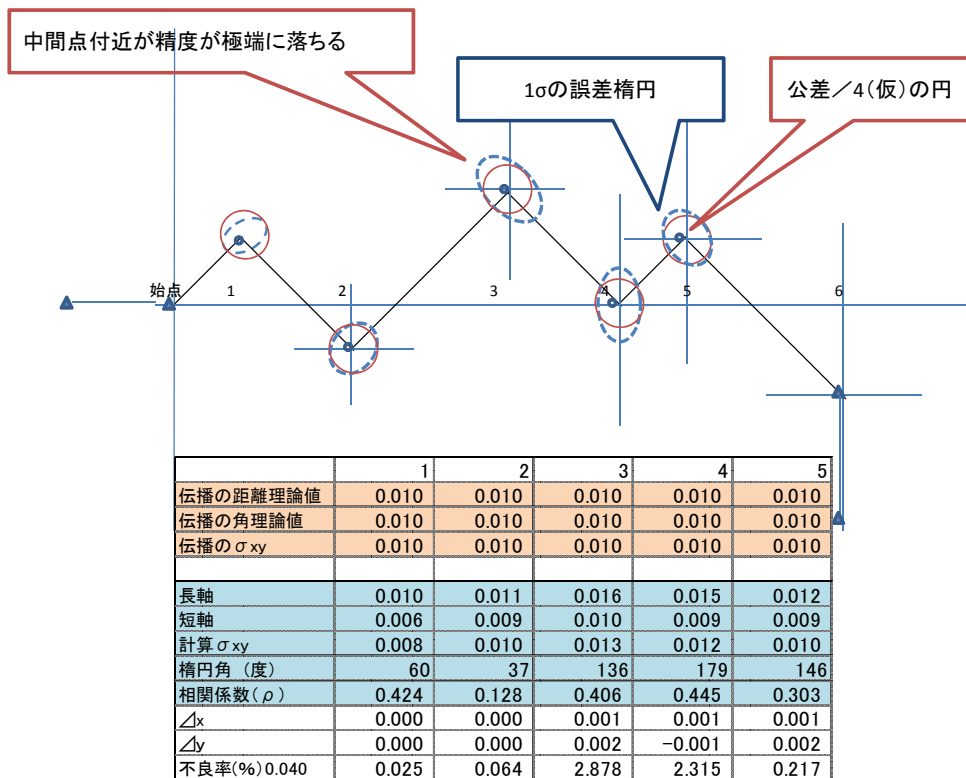 中間点付近が精度が極端に落ちる
1σの誤差楕円
公差／4(仮)の円
始点 1 2 3 4 5 6
1 2 3 4 5
伝播の距離理論値 0.010 0.010 0.010 0.010 0.010
伝播の角理論値 0.010 0.010 0.010 0.010 0.010
伝播のσxy 0.010 0.010 0.010 0.010 0.010
長軸 0.010 0.011 0.016 0.015 0.012
短軸 0.006 0.009 0.010 0.009 0.009
計算σxy 0.008 0.010 0.013 0.012 0.010
楕円角（度） 60 37 136 179 146
相関係数(ρ) 0.424 0.128 0.406 0.445 0.303
⊿x 0.000 0.000 0.001 0.001 0.001
⊿y 0.000 0.000 0.002 −0.001 0.002
不良率(%)0.040 0.025 0.064 2.878 2.315 0.217